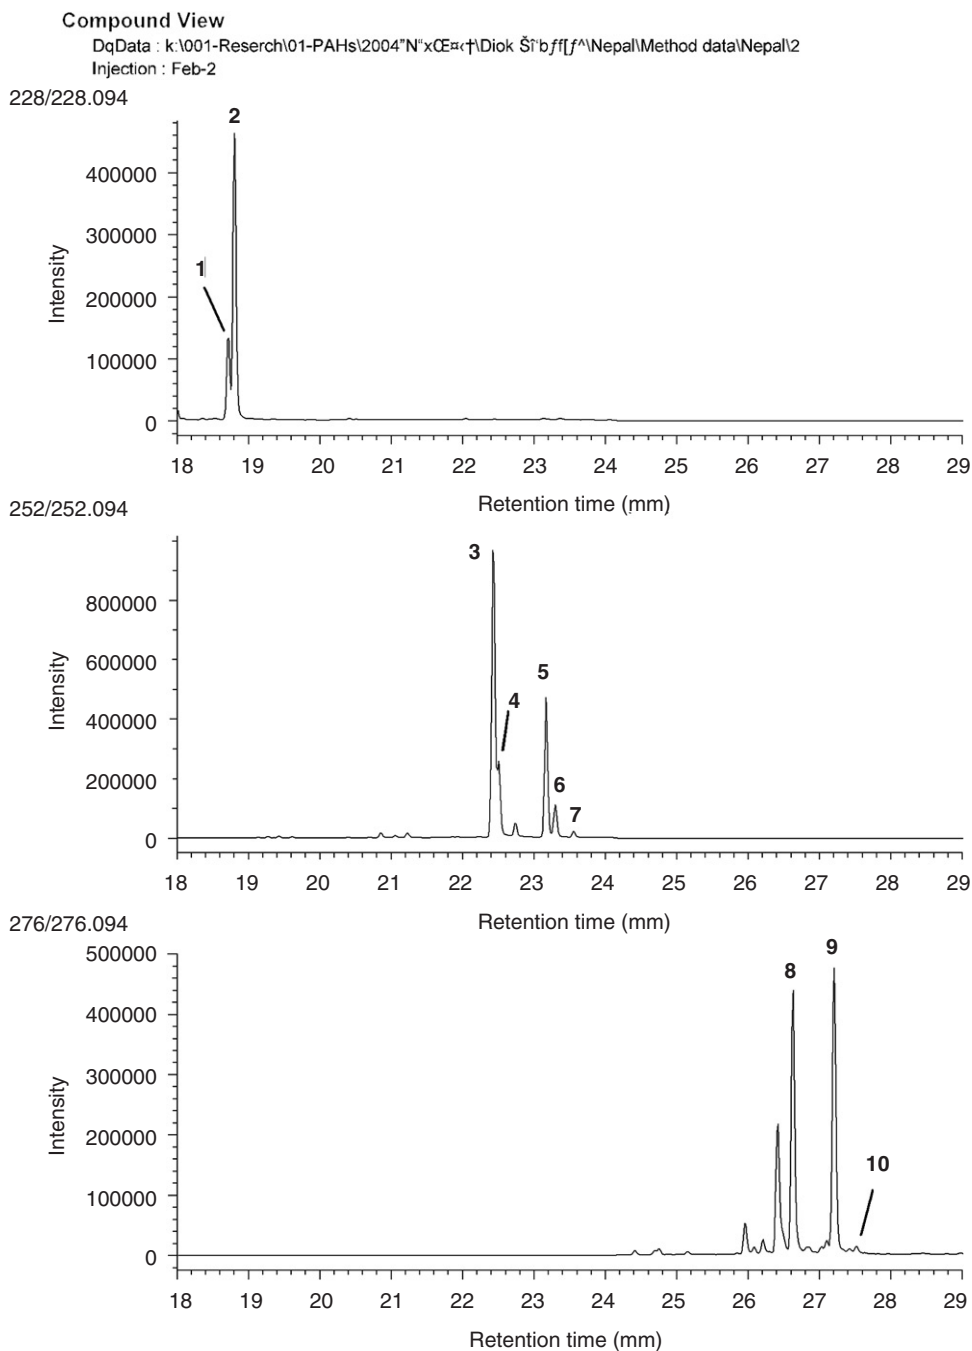 Compound View
DqData : k:\001-Reserch\01-PAHs\2004”N“xŒ¤‹†\Diok Šî‘bƒf[ƒ^\Nepal\Method data\Nepal\2
Injection : Feb-2
228/228.094
2
400000
300000
200000
100000
0
Intensity
1
18 19 20 21 22 23 24 25 26 27 28 29
Retention time (mm)
252/252.094
3
4
5
6
7
800000
600000
400000
200000
0
Intensity
18 19 20 21 22 23 24 25 26 27 28 29
Retention time (mm)
276/276.094
8
9
10
500000
400000
300000
200000
100000
0
Intensity
18 19 20 21 22 23 24 25 26 27 28 29
Retention time (mm)